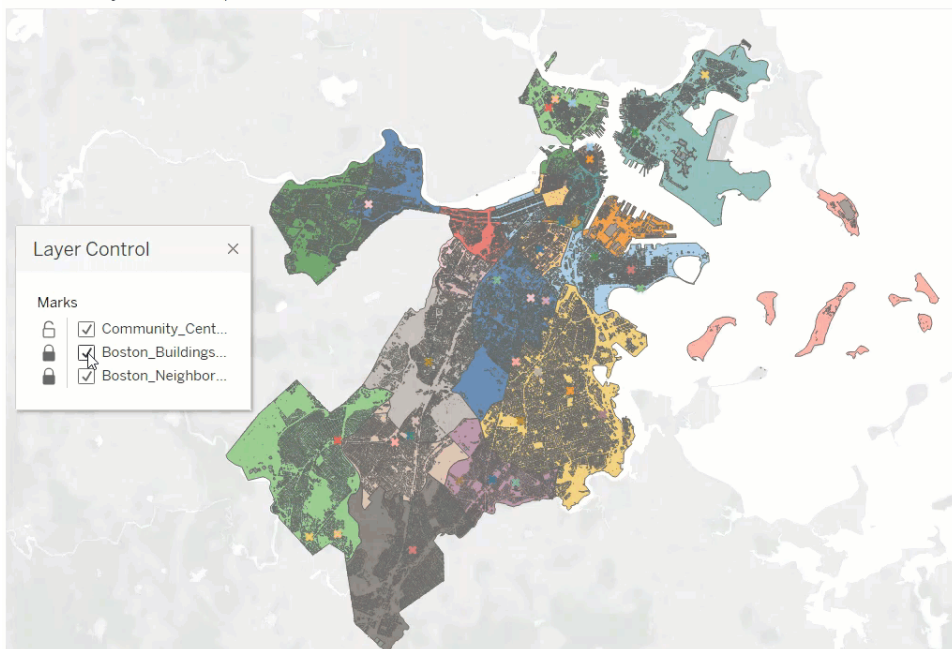 Layer Control
Marks
Community_Cent...
Boston_Buildings...
Boston_Neighbor...